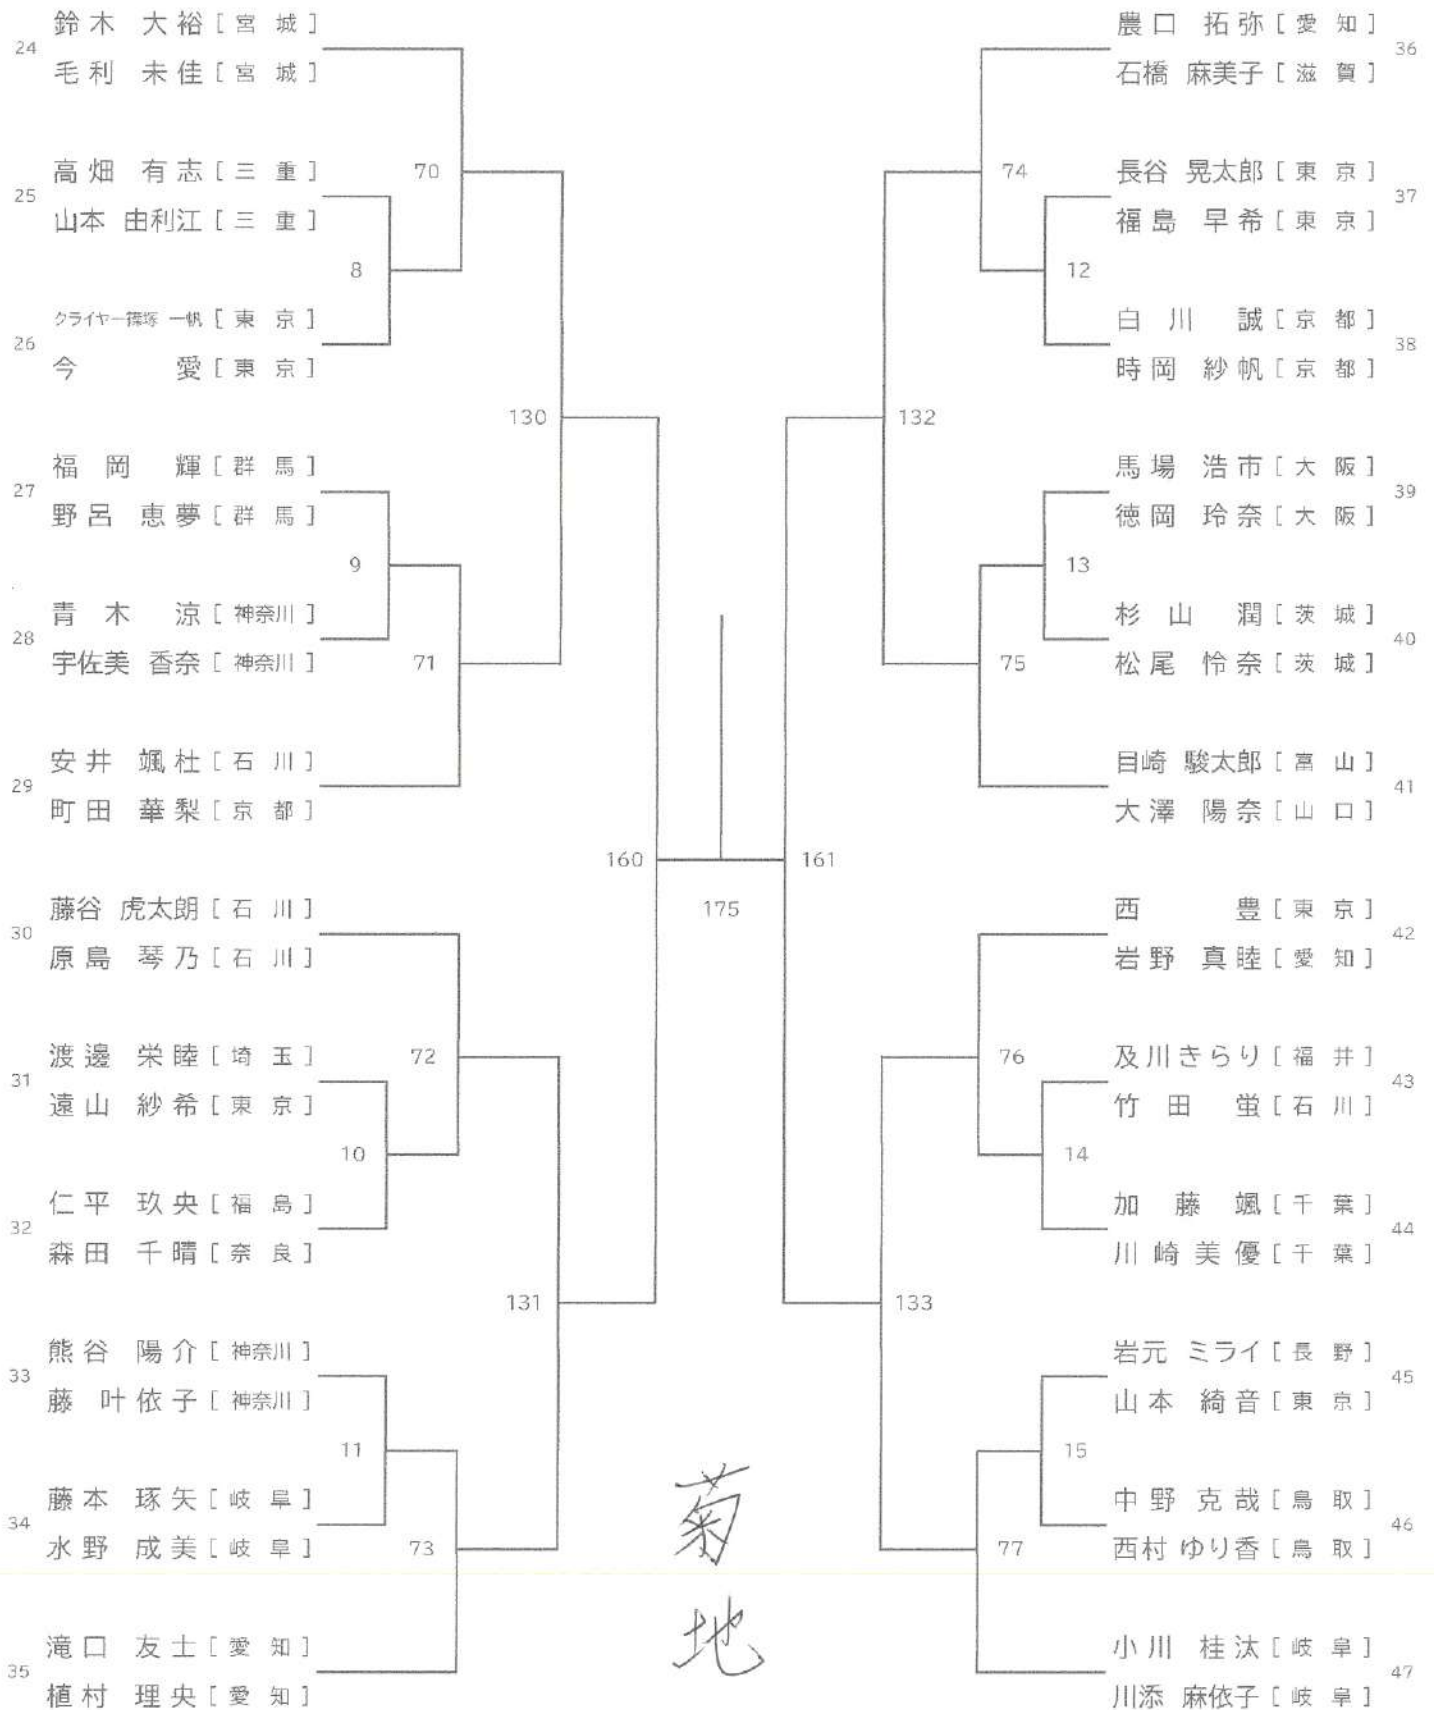 鈴木 大裕 [宮城]
24
毛利 未佳 [宮城]
高畑 有志 [三重]
25
山本 由利江 [三重]
クライヤー篠塚 一帆 [東京]
26
今 愛 [東京]
福岡 輝 [群馬]
27
野呂 恵夢 [群馬]
青木 涼 [神奈川]
28
宇佐美 香奈 [神奈川]
安井 颯杜 [石川]
29
町田 華梨 [京都]
藤谷 虎太朗 [石川]
30
原島 琴乃 [石川]
渡邊 栄睦 [埼玉]
31
遠山 紗希 [東京]
仁平 玖央 [福島]
32
森田 千晴 [奈良]
熊谷 陽介 [神奈川]
33
藤 叶依子 [神奈川]
藤本 琢矢 [岐阜]
34
水野 成美 [岐阜]
滝口 友士 [愛知]
35
植村 理央 [愛知]
70
8
130
9
71
160
72
10
131
11
73
175
菊地
161
74
12
132
13
75
76
14
133
15
77
農口 拓弥 [愛知]
36
石橋 麻美子 [滋賀]
長谷 晃太郎 [東京]
37
福島 早希 [東京]
白川 誠 [京都]
38
時岡 紗帆 [京都]
馬場 浩市 [大阪]
39
徳岡 玲奈 [大阪]
杉山 潤 [茨城]
40
松尾 怜奈 [茨城]
目崎 駿太郎 [富山]
41
大澤 陽奈 [山口]
西 豊 [東京]
42
岩野 真睦 [愛知]
及川きらり [福井]
43
竹田 蛍 [石川]
加藤 颯 [千葉]
44
川崎美優 [千葉]
岩元 ミライ [長野]
45
山本 綺音 [東京]
中野 克哉 [鳥取]
46
西村 ゆり香 [鳥取]
小川 桂汰 [岐阜]
47
川添 麻依子 [岐阜]